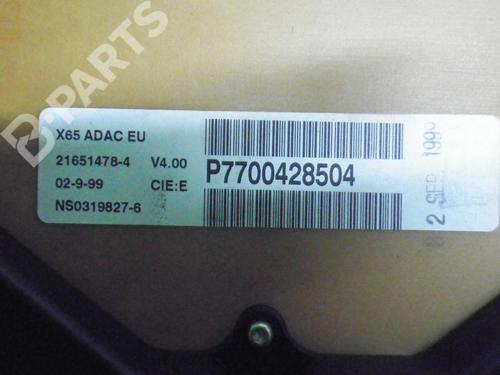 B-PARTS
X65 ADAC EU
21651478-4 V4.00
02-9-99 CIE:E
NS0319827-6
P7700428504
2 SEP. 199